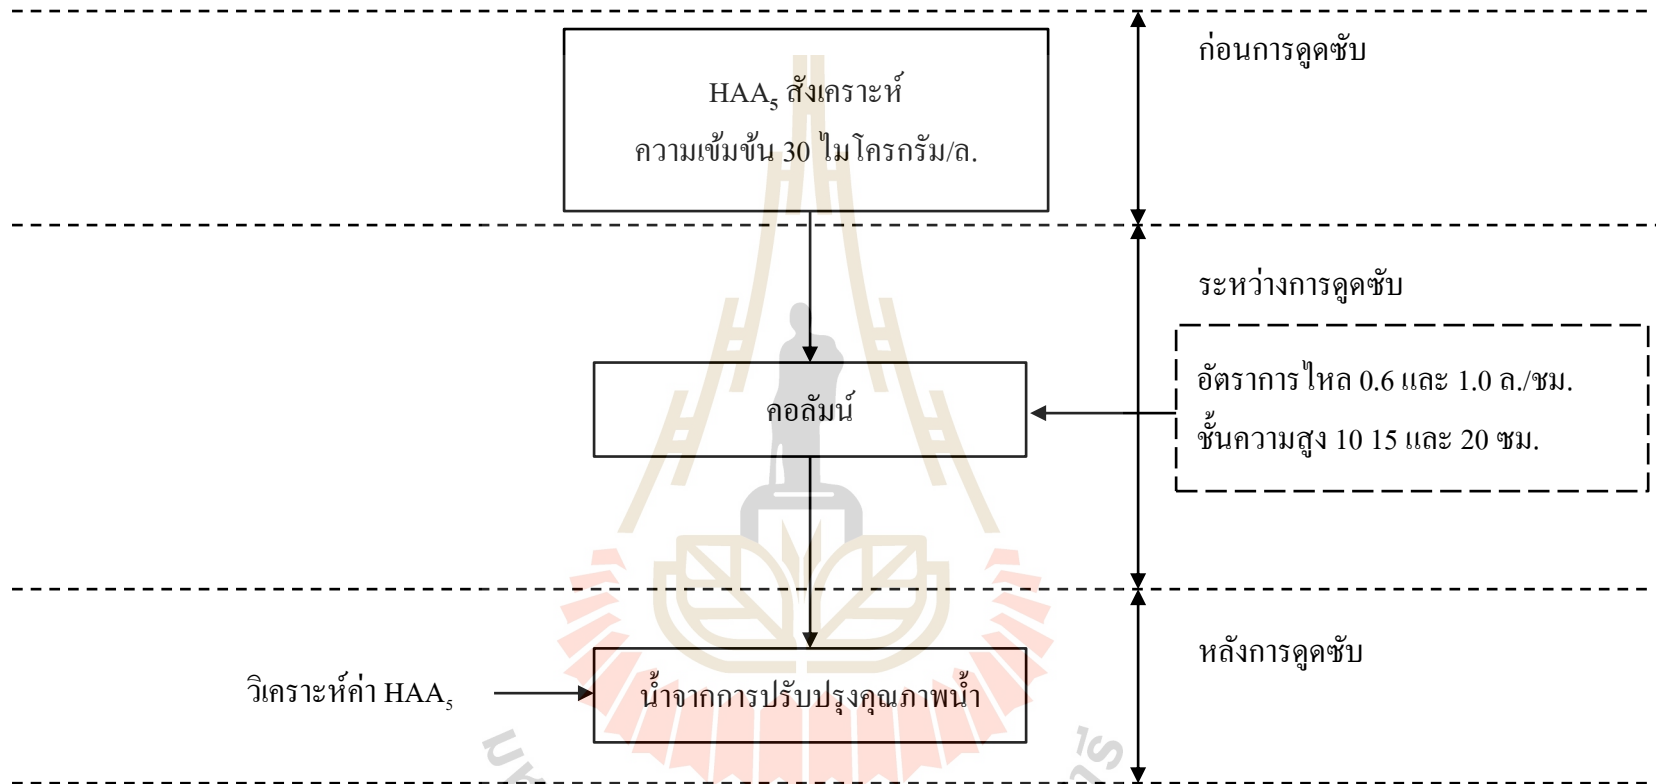 ก่อนการดูดซับ
HAA₅ สังเคราะห์
ความเข้มข้น 30 ไมโครกรัม/ล.
ระหว่างการดูดซับ
อัตราการไหล 0.6 และ 1.0 ล./ชม.
ชั้นความสูง 10 15 และ 20 ซม.
คอลัมน์
หลังการดูดซับ
วิเคราะห์ค่า HAA₅
น้ำจากการปรับปรุงคุณภาพน้ำ